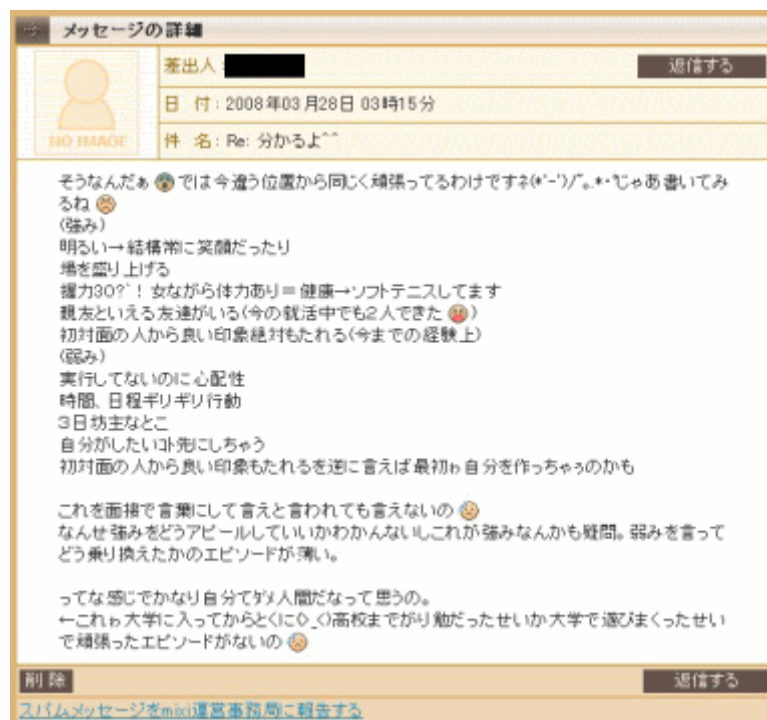 メッセージの詳細
NO IMAGE
差出人:
返信する
日 付:2008年03月28日 03時15分
件 名:Re: 分かるよ^^
そうなんだぁ では今違う位置から同じく頑張ってるわけですネ(*'-')/゜｡.*･℃じゃあ書いてみ
るね
(強み)
明るい→結構常に笑顔だったり
場を盛り上げる
握力30?`！女ながら体力あり＝健康→ソフトテニスしてます
親友といえる友達がいる(今の就活中でも2人できた )
初対面の人から良い印象絶対もたれる(今までの経験上)
(弱み)
実行してないのに心配性
時間、日程ギリギリ行動
3日坊主なとこ
自分がしたいｺﾄ先にしちゃう
初対面の人から良い印象もたれるを逆に言えば最初ゎ自分を作っちゃぅのかも
これを面接で言葉にして言えと言われても言えないの
なんせ強みをどうアピールしていいかわかんないしこれが強みなんかも疑問。弱みを言って
どう乗り換えたかのエピソードが薄い。
ってな感じでかなり自分てﾀﾞﾒ人間だなって思うの。
←これゎ大学に入ってからとくに◇_<)高校までがり勉だったせいか大学で遊びまくったせい
で頑張ったエピソードがないの
削除
返信する
スパムメッセージをmixi運営事務局に報告する